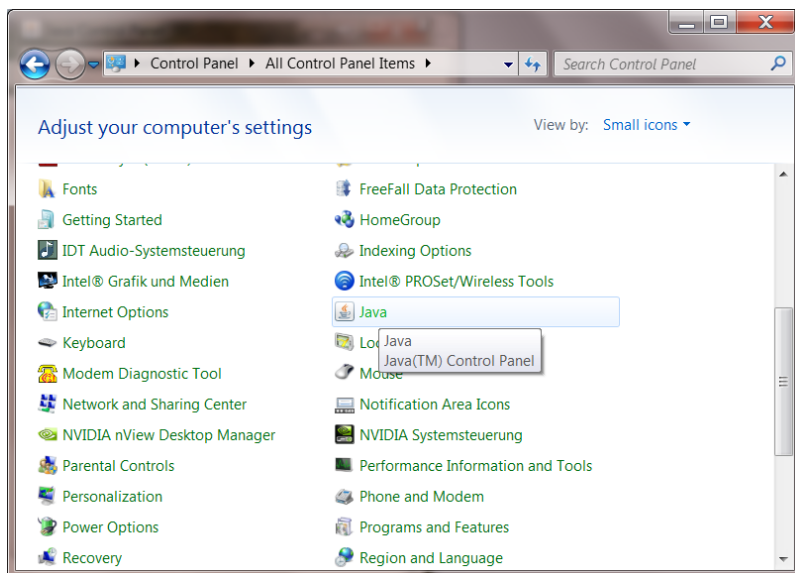 Control Panel All Control Panel Items Search Control Panel
Adjust your computer's settings View by: Small icons
Fonts FreeFall Data Protection
Getting Started HomeGroup
IDT Audio-Systemsteuerung Indexing Options
Intel® Grafik und Medien Intel® PROSet/Wireless Tools
Internet Options Java
Keyboard Java
Java(TM) Control Panel
Modem Diagnostic Tool Mouse
Network and Sharing Center Notification Area Icons
NVIDIA nView Desktop Manager NVIDIA Systemsteuerung
Parental Controls Performance Information and Tools
Personalization Phone and Modem
Power Options Programs and Features
Recovery Region and Language